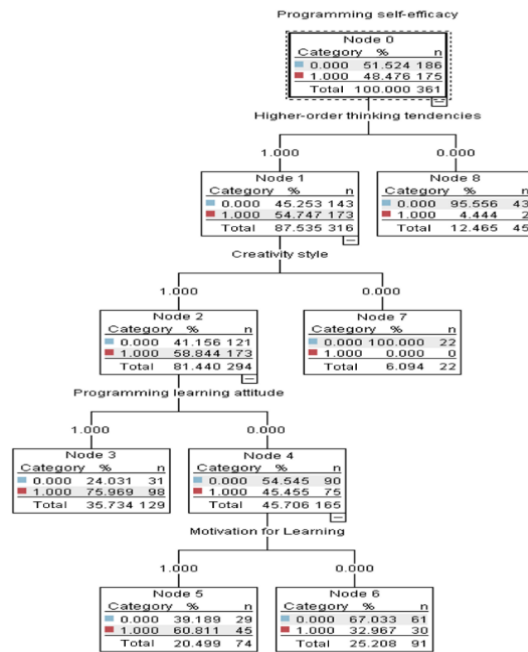 Programming self-efficacy
Node 0
Category % n
0.000 51.524 186
1.000 48.476 175
Total 100.000 361
Higher-order thinking tendencies
1.000 0.000
Node 1
Category % n
0.000 45.253 143
1.000 54.747 173
Total 87.535 316
Node 8
Category % n
0.000 95.556 43
1.000 4.444 2
Total 12.465 45
Creativity style
1.000 0.000
Node 2
Category % n
0.000 41.156 121
1.000 58.844 173
Total 81.440 294
Node 7
Category % n
0.000 100.000 22
1.000 0.000 0
Total 6.094 22
Programming learning attitude
1.000 0.000
Node 3
Category % n
0.000 24.031 31
1.000 75.969 98
Total 35.734 129
Node 4
Category % n
0.000 54.545 90
1.000 45.455 75
Total 45.706 165
Motivation for Learning
1.000 0.000
Node 5
Category % n
0.000 39.189 29
1.000 60.811 45
Total 20.499 74
Node 6
Category % n
0.000 67.033 61
1.000 32.967 30
Total 25.208 91